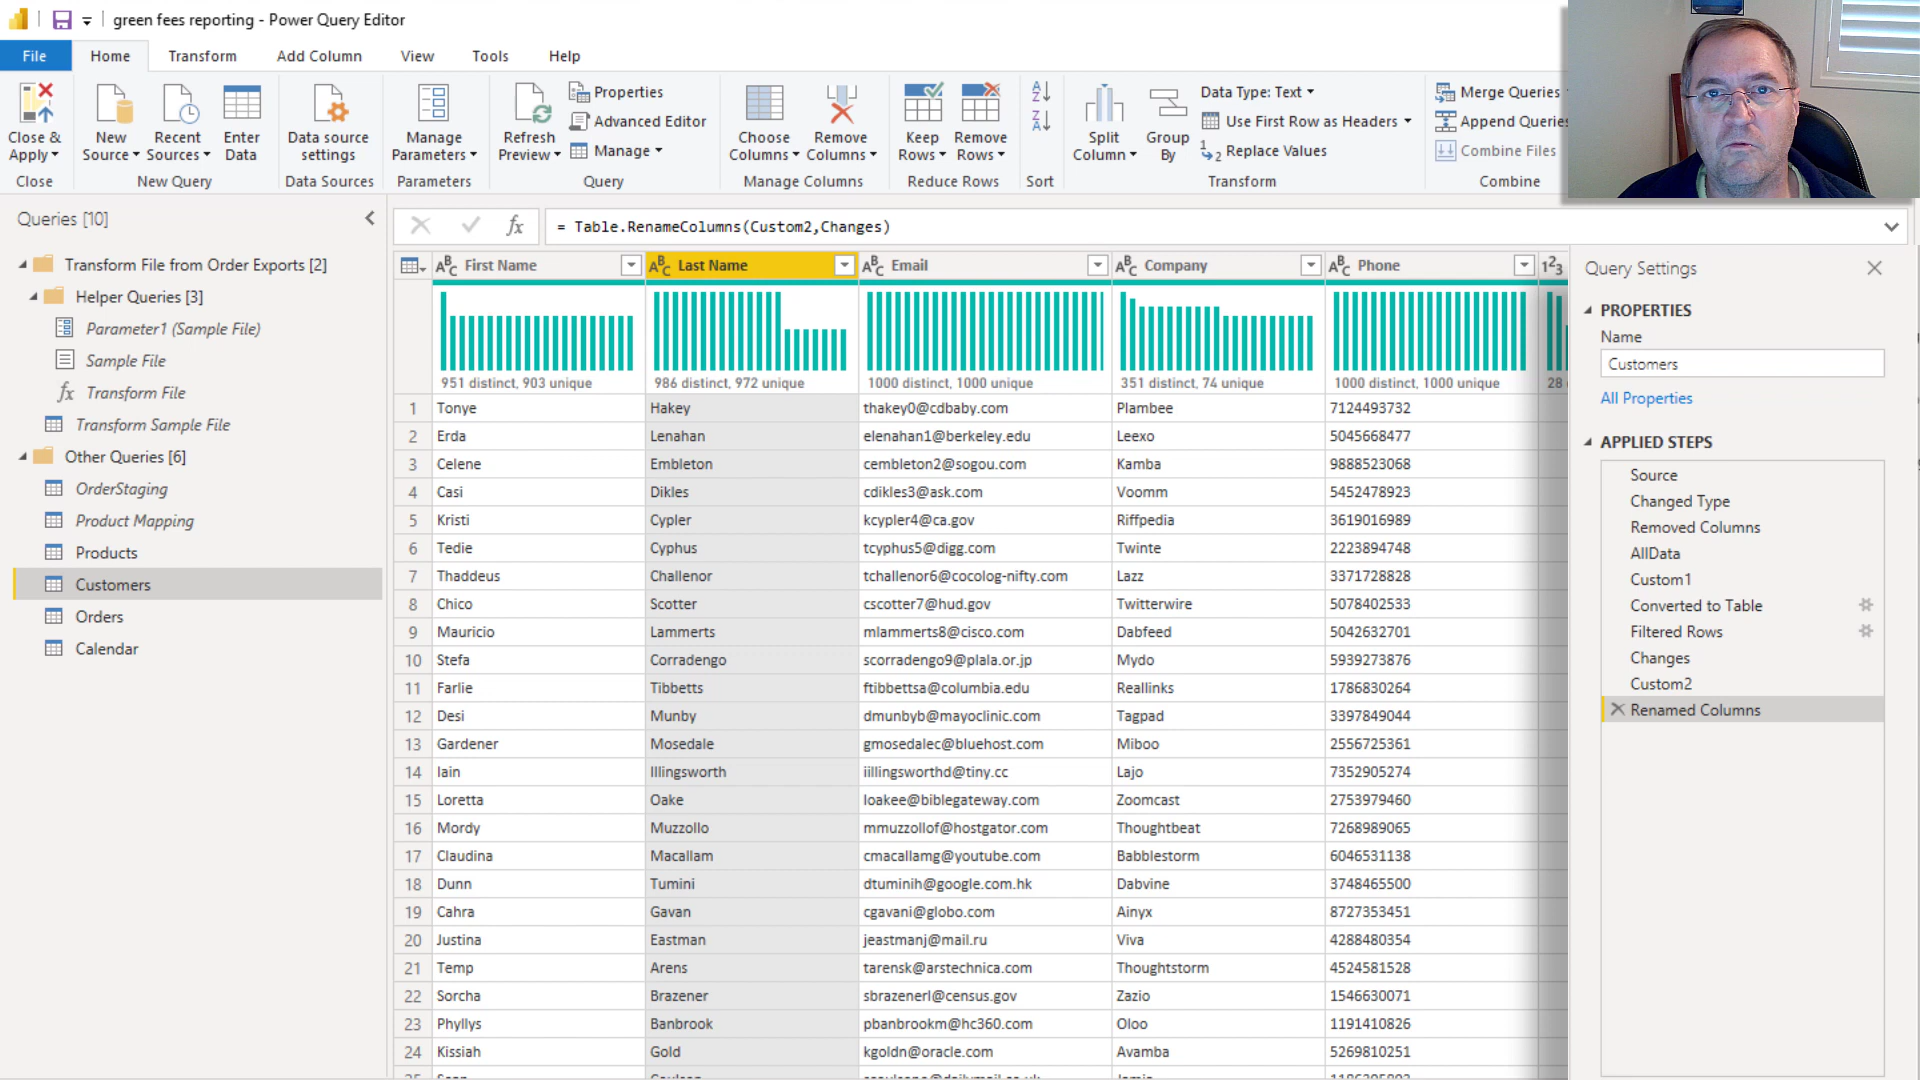 green fees reporting - Power Query Editor
File Home Transform Add Column View Tools Help
Close & Apply
New Source
Recent Sources
Enter Data
Data source settings
Manage Parameters
Refresh Preview
Properties
Advanced Editor
Manage
Choose Columns
Remove Columns
Keep Rows
Remove Rows
Split Column
Group By
Data Type: Text
Use First Row as Headers
Replace Values
Merge Queries
Append Queries
Combine Files
Close New Query Data Sources Parameters Query Manage Columns Reduce Rows Sort Transform Combine
Queries [10]
= Table.RenameColumns(Custom2,Changes)
Transform File from Order Exports [2]
Helper Queries [3]
Parameter1 (Sample File)
Sample File
Transform File
Transform Sample File
Other Queries [6]
OrderStaging
Product Mapping
Products
Customers
Orders
Calendar
First Name Last Name Email Company Phone
951 distinct, 903 unique 986 distinct, 972 unique 1000 distinct, 1000 unique 351 distinct, 74 unique 1000 distinct, 1000 unique 28
1 Tonye Hakey thakey0@cdbaby.com Plambee 7124493732
2 Erda Lenahan elenahan1@berkeley.edu Leexo 5045668477
3 Celene Embleton cembleton2@sogou.com Kamba 9888523068
4 Casi Dikles cdikles3@ask.com Voomm 5452478923
5 Kristi Cypler kcypler4@ca.gov Riffpedia 3619016989
6 Tedie Cyphus tcyphus5@digg.com Twinte 2223894748
7 Thaddeus Challenor tchallenor6@cocolog-nifty.com Lazz 3371728828
8 Chico Scotter cscotter7@hud.gov Twitterwire 5078402533
9 Mauricio Lammerts mlammerts8@cisco.com Dabfeed 5042632701
10 Stefa Corradengo scorradengo9@plala.or.jp Mydo 5939273876
11 Farlie Tibbetts ftibbettsa@columbia.edu Reallinks 1786830264
12 Desi Munby dmunbyb@mayoclinic.com Tagpad 3397849044
13 Gardener Mosedale gmosedalec@bluehost.com Miboo 2556725361
14 Iain Illingsworth iillingsworthd@tiny.cc Lajo 7352905274
15 Loretta Oake loakee@biblegateway.com Zoomcast 2753979460
16 Mordy Muzzollo mmuzzollof@hostgator.com Thoughtbeat 7268989065
17 Claudina Macallam cmacallamg@youtube.com Babblestorm 6046531138
18 Dunn Tumini dtuminih@google.com.hk Dabvine 3748465500
19 Cahra Gavan cgavani@globo.com Ainyx 8727353451
20 Justina Eastman jeastmanj@mail.ru Viva 4288480354
21 Temp Arens tarensk@arstechnica.com Thoughtstorm 4524581528
22 Sorcha Brazener sbrazenerl@census.gov Zazio 1546630071
23 Phyllys Banbrook pbanbrookm@hc360.com Oloo 1191410826
24 Kissiah Gold kgoldn@oracle.com Avamba 5269810251
Query Settings
PROPERTIES
Name
Customers
All Properties
APPLIED STEPS
Source
Changed Type
Removed Columns
AllData
Custom1
Converted to Table
Filtered Rows
Changes
Custom2
Renamed Columns